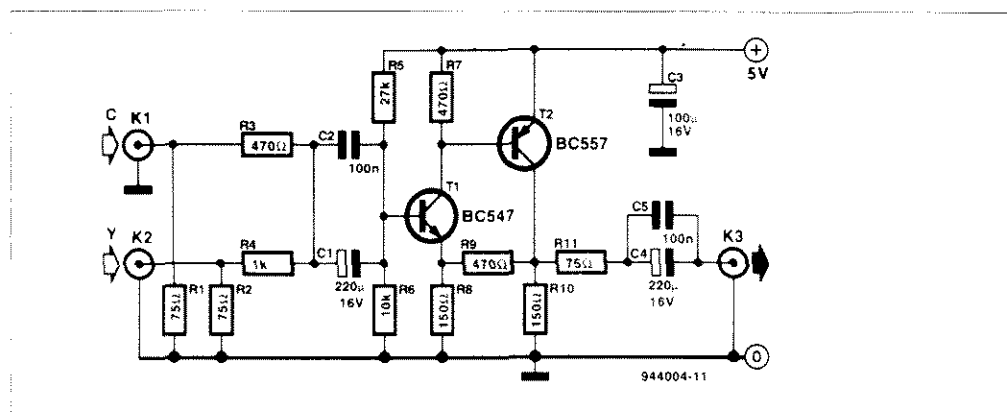 C
K1
R3
470Ω
C2
100n
R5
27k
R7
470Ω
T2
BC557
+
5V
C3
100µ
16V
T1
BC547
Y
K2
R4
1k
C1
220µ
16V
R1
75Ω
R2
75Ω
R6
10k
R9
470Ω
R8
150Ω
R11
75Ω
R10
150Ω
C5
100n
C4
220µ
16V
K3
0
944004-11